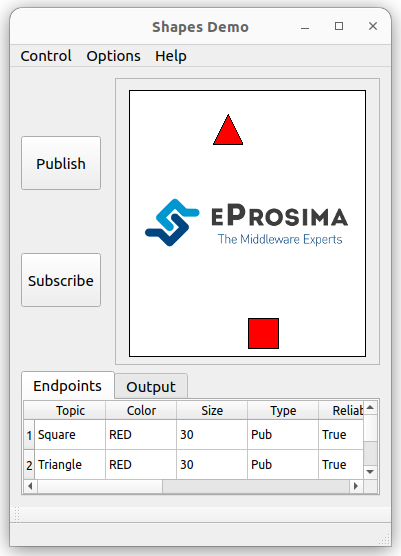 Shapes Demo
Control Options Help
Publish
Subscribe
ePROSIMA
The Middleware Experts
Endpoints Output
Topic Color Size Type Reliab
1 Square RED 30 Pub True
2 Triangle RED 30 Pub True